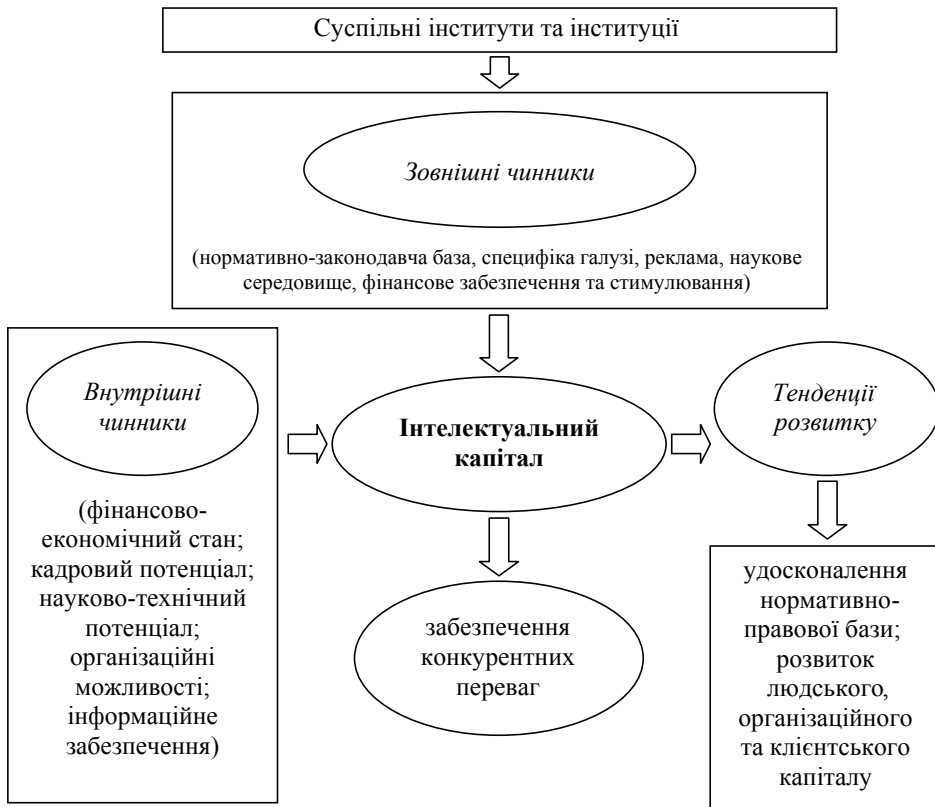 Суспільні інститути та інституції
Зовнішні чинники
(нормативно-законодавча база, специфіка галузі, реклама, наукове
середовище, фінансове забезпечення та стимулювання)
Внутрішні
чинники
(фінансово-
економічний стан;
кадровий потенціал;
науково-технічний
потенціал;
організаційні
можливості;
інформаційне
забезпечення)
Інтелектуальний
капітал
Тенденції
розвитку
забезпечення
конкурентних
переваг
удосконалення
нормативно-
правової бази;
розвиток
людського,
організаційного
та клієнтського
капіталу